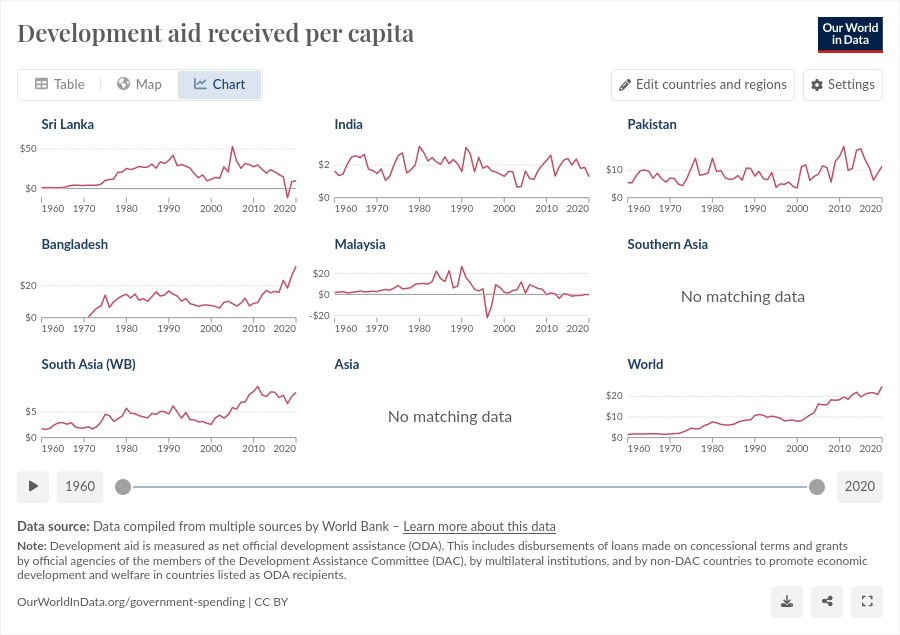 Development aid received per capita
Our World
in Data
Table
Map
Chart
Edit countries and regions
Settings
Sri Lanka
$50
$0
1960 1970 1980 1990 2000 2010 2020
India
$2
$0
1960 1970 1980 1990 2000 2010 2020
Pakistan
$10
$0
1960 1970 1980 1990 2000 2010 2020
Bangladesh
$20
$0
1960 1970 1980 1990 2000 2010 2020
Malaysia
$20
$0
-$20
1960 1970 1980 1990 2000 2010 2020
Southern Asia
No matching data
South Asia (WB)
$5
$0
1960 1970 1980 1990 2000 2010 2020
Asia
No matching data
World
$20
$10
$0
1960 1970 1980 1990 2000 2010 2020
1960
2020
Data source: Data compiled from multiple sources by World Bank – Learn more about this data
Note: Development aid is measured as net official development assistance (ODA). This includes disbursements of loans made on concessional terms and grants
by official agencies of the members of the Development Assistance Committee (DAC), by multilateral institutions, and by non-DAC countries to promote economic
development and welfare in countries listed as ODA recipients.
OurWorldInData.org/government-spending | CC BY